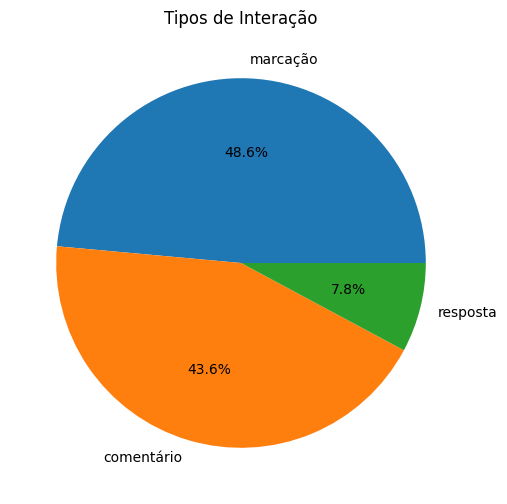 Tipos de Interação
marcação
48.6%
7.8%
resposta
43.6%
comentário